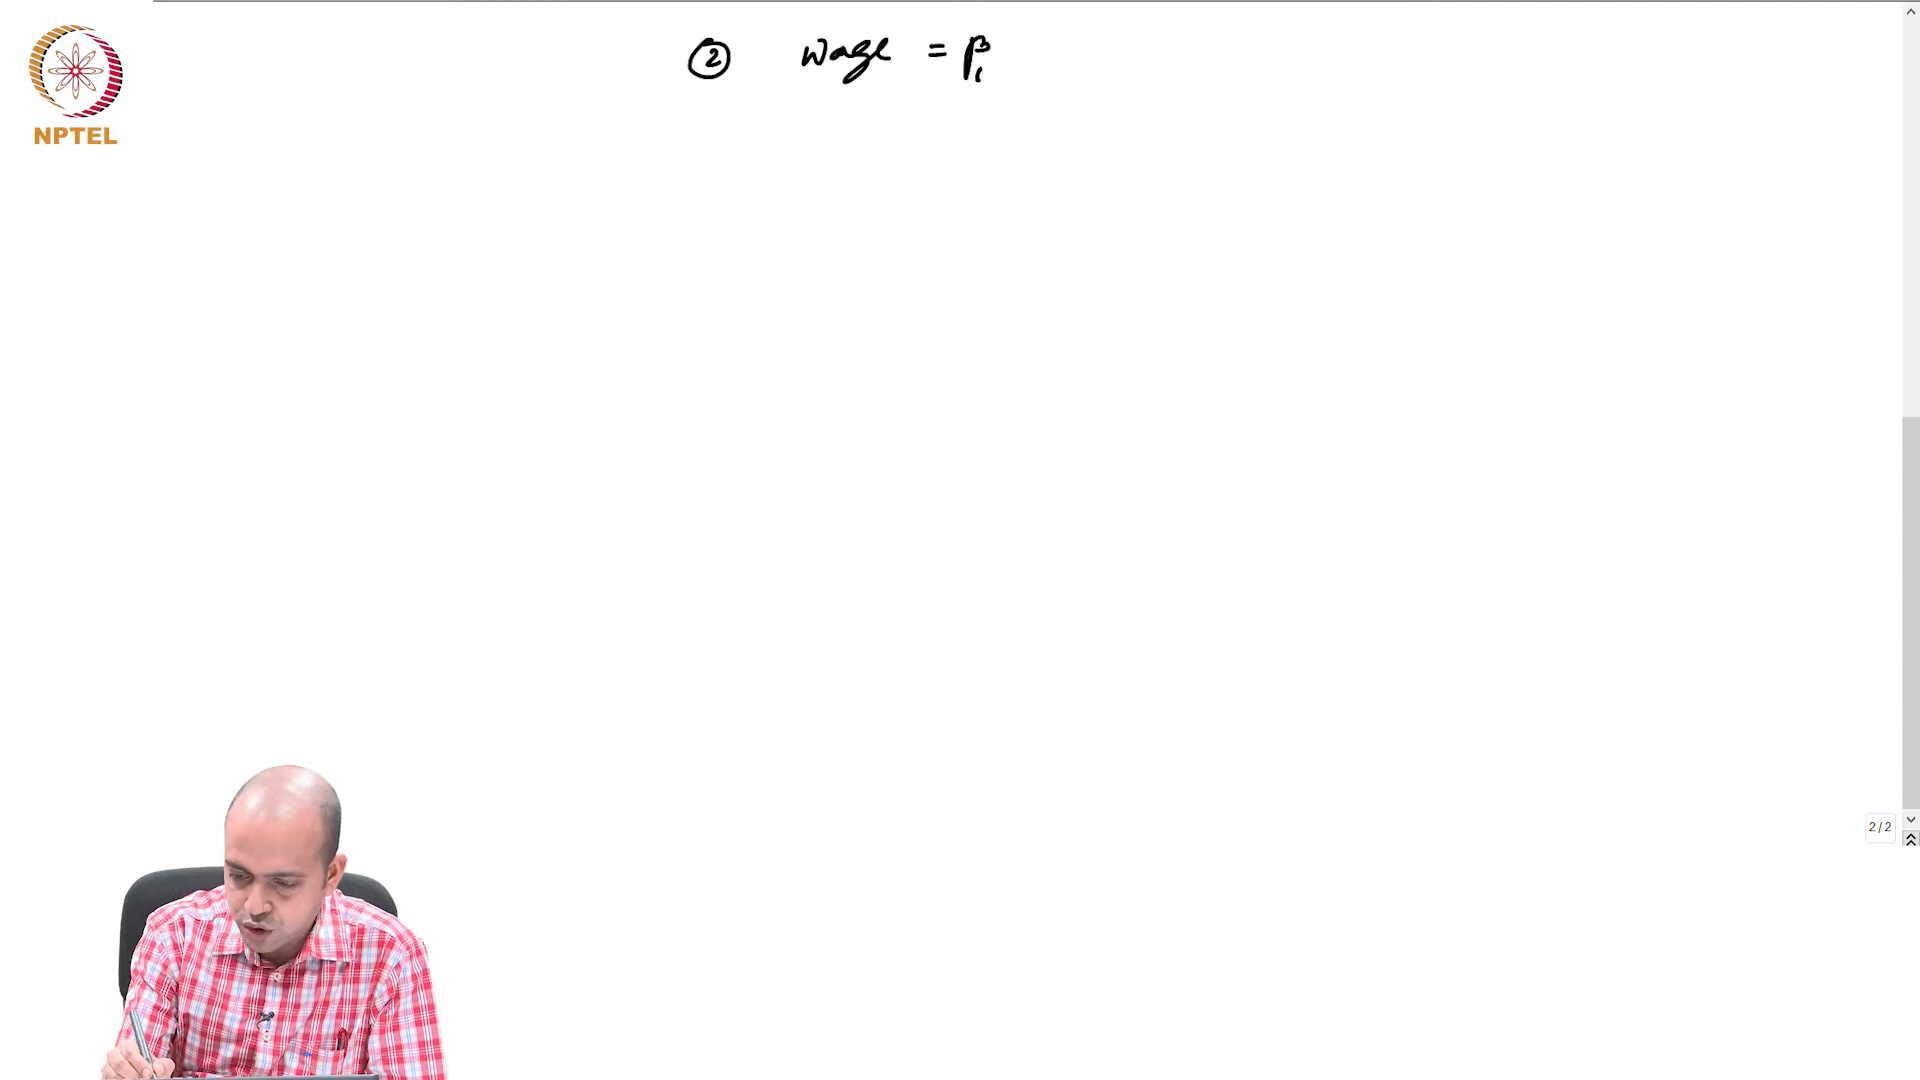 NPTEL
② wage = β₁
2/2